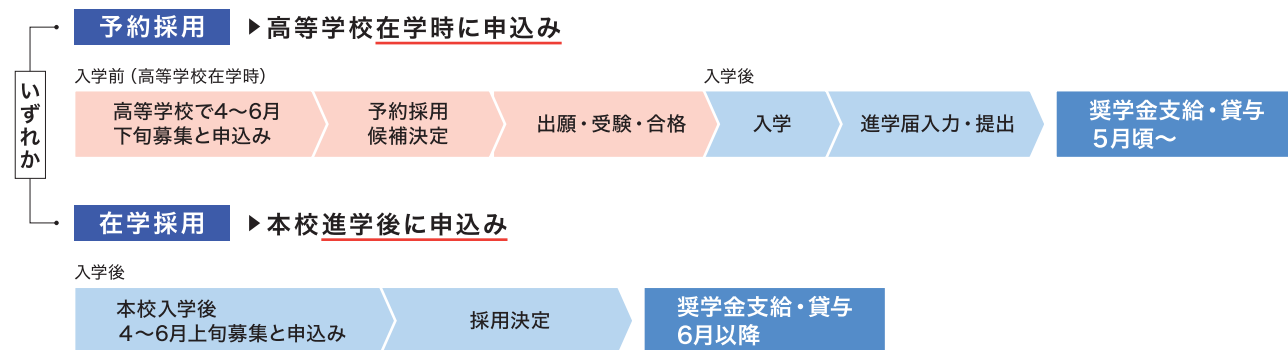 いずれか
予約採用
▶高等学校在学時に申込み
入学前（高等学校在学時）
高等学校で4〜6月
下旬募集と申込み
予約採用
候補決定
出願・受験・合格
入学後
入学
進学届入力・提出
奨学金支給・貸与
5月頃〜
在学採用
▶本校進学後に申込み
入学後
本校入学後
4〜6月上旬募集と申込み
採用決定
奨学金支給・貸与
6月以降